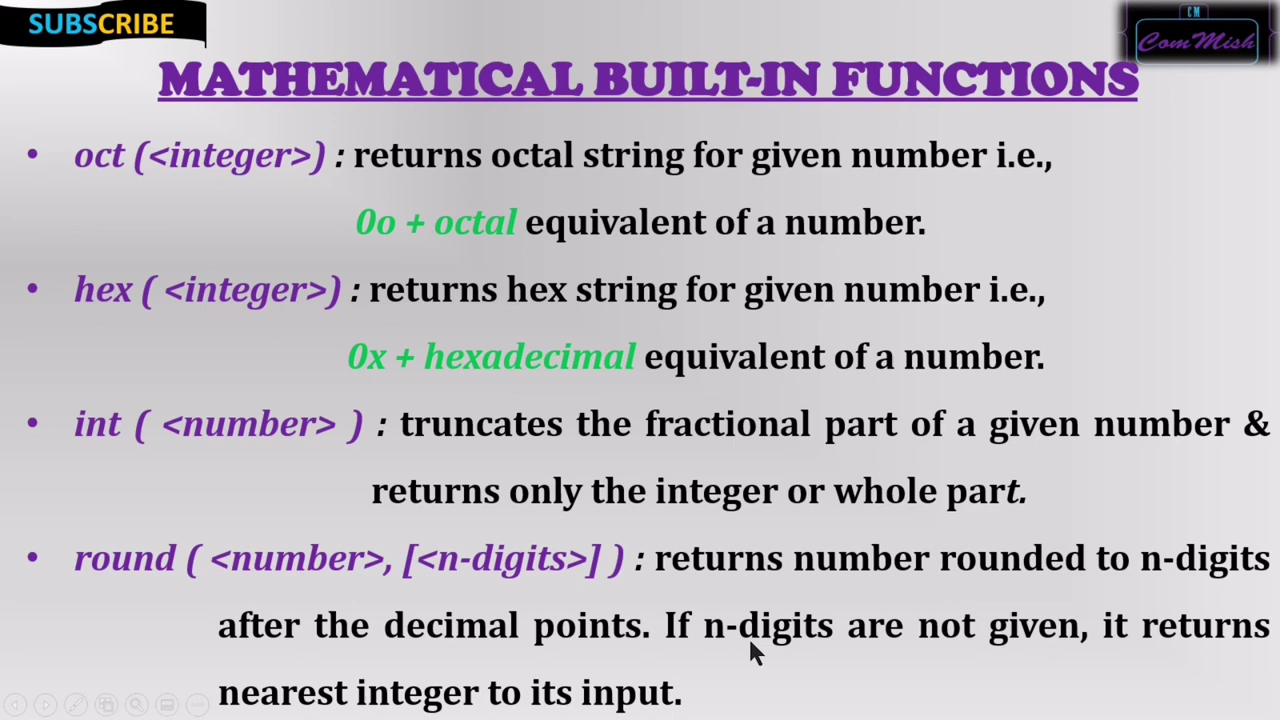 SUBSCRIBE
CM
ComMish
MATHEMATICAL BUILT-IN FUNCTIONS
• oct (<integer>) : returns octal string for given number i.e.,
0o + octal equivalent of a number.
• hex ( <integer>) : returns hex string for given number i.e.,
0x + hexadecimal equivalent of a number.
• int ( <number> ) : truncates the fractional part of a given number &
returns only the integer or whole part.
• round ( <number>, [<n-digits>] ) : returns number rounded to n-digits
after the decimal points. If n-digits are not given, it returns
nearest integer to its input.